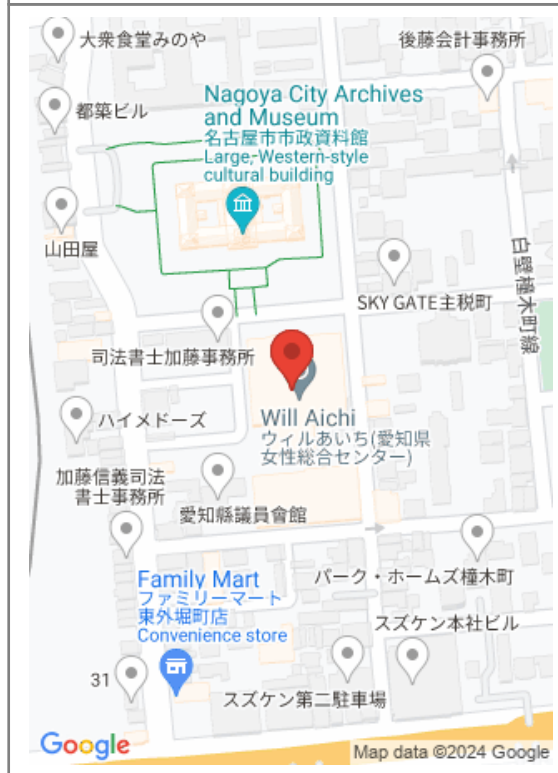 大衆食堂みのや
後藤会計事務所
Nagoya City Archives
and Museum
名古屋市市政資料館
Large, Western-style
cultural building
都築ビル
山田屋
白壁橦木町線
SKY GATE主税町
司法書士加藤事務所
Will Aichi
ウィルあいち(愛知県
女性総合センター)
ハイメドーズ
加藤信義司法
書士事務所
愛知縣議員會館
Family Mart
ファミリーマート
東外堀町店
Convenience store
パーク・ホームズ橦木町
スズケン本社ビル
31
スズケン第二駐車場
Google
Map data ©2024 Google